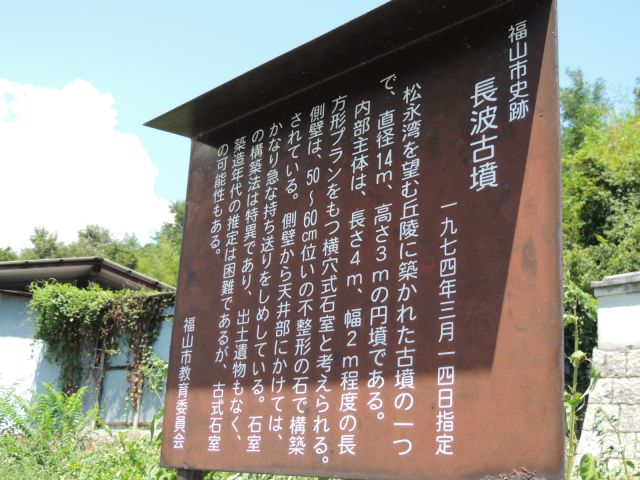 福山市史跡
長波古墳
一九七四年三月一四日指定
松永湾を望む丘陵に築かれた古墳の一つ
で、直径14m、高さ3mの円墳である。
内部主体は、長さ4m、幅2m程度の長
方形プランをもつ横穴式石室と考えられる。
側壁は、50～60cm位いの不整形の石で構築
されている。側壁から天井部にかけては、
かなり急な持ち送りをしめしている。石室
の構築法は特異であり、出土遺物もなく、
築造年代の推定は困難であるが、古式石室
の可能性もある。
福山市教育委員会